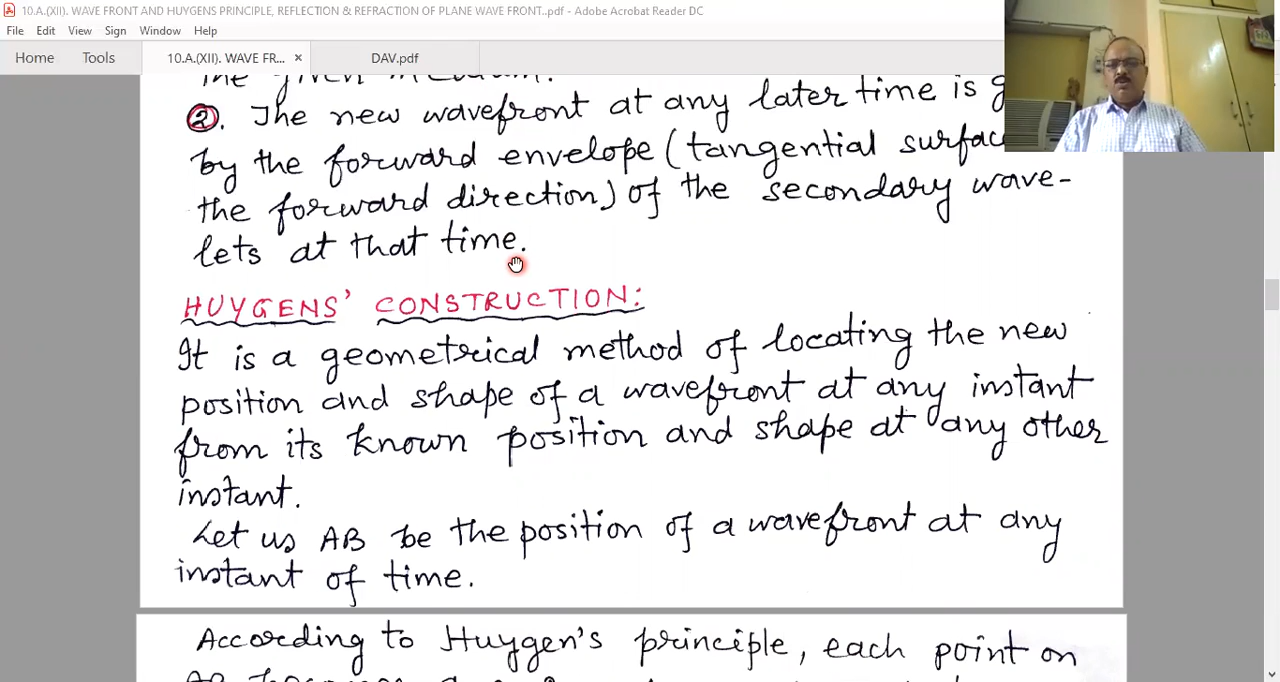 10.A.(XII). WAVE FRONT AND HUYGENS PRINCIPLE, REFLECTION & REFRACTION OF PLANE WAVE FRONT..pdf - Adobe Acrobat Reader DC
File Edit View Sign Window Help
Home Tools 10.A.(XII). WAVE FR... × DAV.pdf
the given medium.
②. The new wavefront at any later time is
by the forward envelope (tangential
the forward direction) of the secondary wave-
lets at that time.
HUYGENS' CONSTRUCTION:
It is a geometrical method of locating the new
position and shape of a wavefront at any instant
from its known position and shape at any other
instant.
Let us AB be the position of a wavefront at any
instant of time.
According to Huygen's principle, each point on